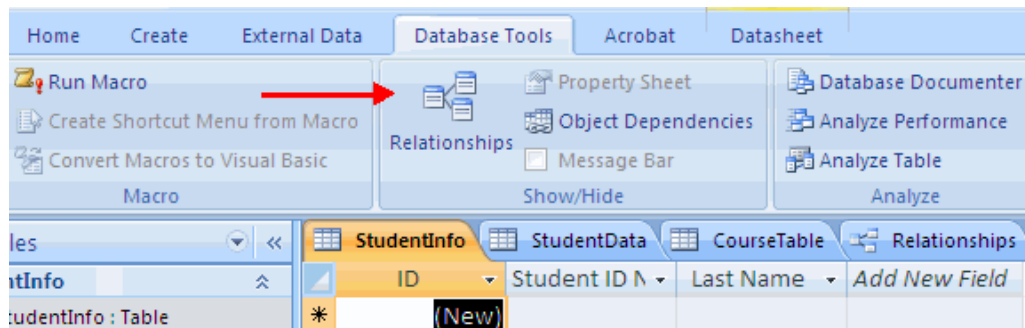 Home Create External Data Database Tools Acrobat Datasheet
Run Macro
Create Shortcut Menu from Macro
Convert Macros to Visual Basic
Macro
Relationships
Property Sheet
Object Dependencies
Message Bar
Show/Hide
Database Documenter
Analyze Performance
Analyze Table
Analyze
les «
ntInfo
tudentInfo : Table
StudentInfo StudentData CourseTable Relationships
ID Student ID N Last Name Add New Field
* (New)